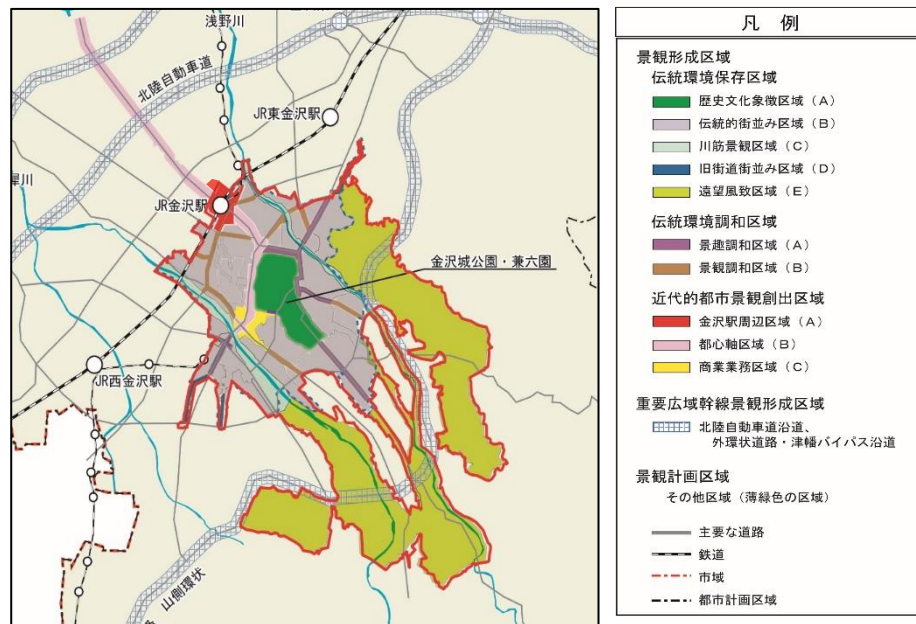 浅野川
北陸自動車道
JR東金沢駅
犀川
JR金沢駅
金沢城公園・兼六園
JR西金沢駅
山側環状
凡 例
景観形成区域
伝統環境保存区域
歴史文化象徴区域（A）
伝統的街並み区域（B）
川筋景観区域（C）
旧街道街並み区域（D）
遠望風致区域（E）
伝統環境調和区域
景趣調和区域（A）
景観調和区域（B）
近代的都市景観創出区域
金沢駅周辺区域（A）
都心軸区域（B）
商業業務区域（C）
重要広域幹線景観形成区域
北陸自動車道沿道、
外環状道路・津幡バイパス沿道
景観計画区域
その他区域（薄緑色の区域）
主要な道路
鉄道
市域
都市計画区域